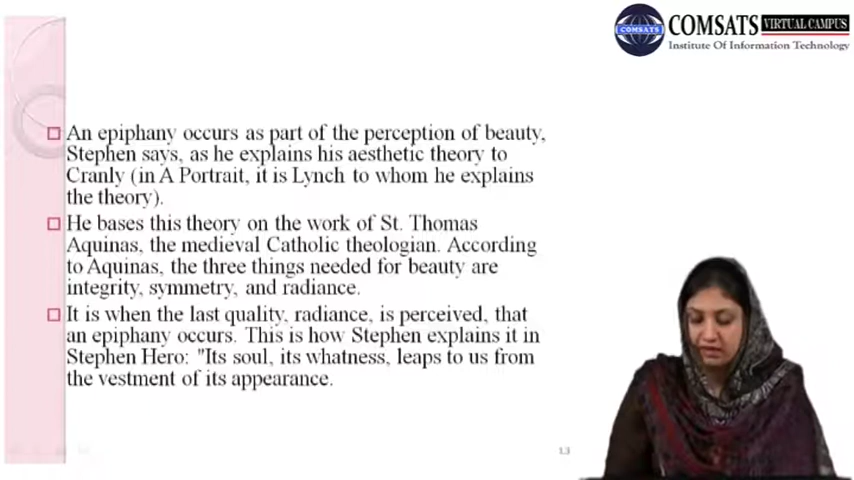 COMSATS VIRTUAL CAMPUS
COMSATS Institute Of Information Technology
An epiphany occurs as part of the perception of beauty,
Stephen says, as he explains his aesthetic theory to
Cranly (in A Portrait, it is Lynch to whom he explains
the theory).
He bases this theory on the work of St. Thomas
Aquinas, the medieval Catholic theologian. According
to Aquinas, the three things needed for beauty are
integrity, symmetry, and radiance.
It is when the last quality, radiance, is perceived, that
an epiphany occurs. This is how Stephen explains it in
Stephen Hero: "Its soul, its whatness, leaps to us from
the vestment of its appearance.
13